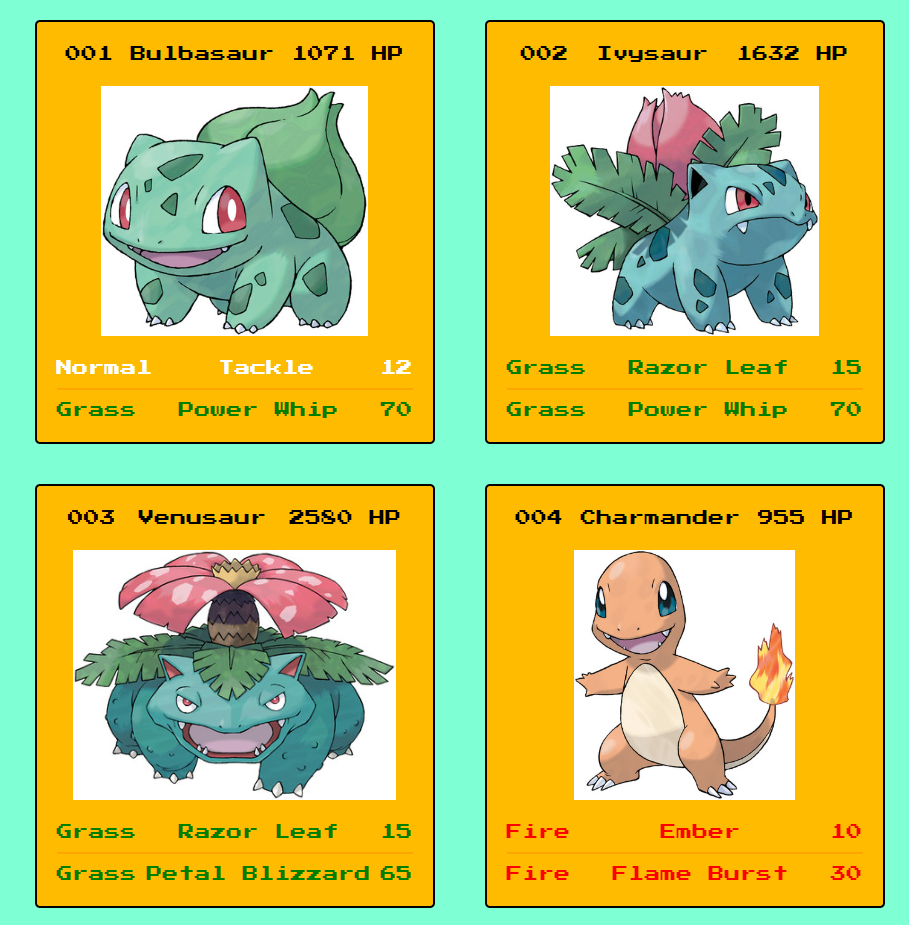 001 Bulbasaur 1071 HP
Normal Tackle 12
Grass Power Whip 70
002 Ivysaur 1632 HP
Grass Razor Leaf 15
Grass Power Whip 70
003 Venusaur 2580 HP
Grass Razor Leaf 15
Grass Petal Blizzard 65
004 Charmander 955 HP
Fire Ember 10
Fire Flame Burst 30